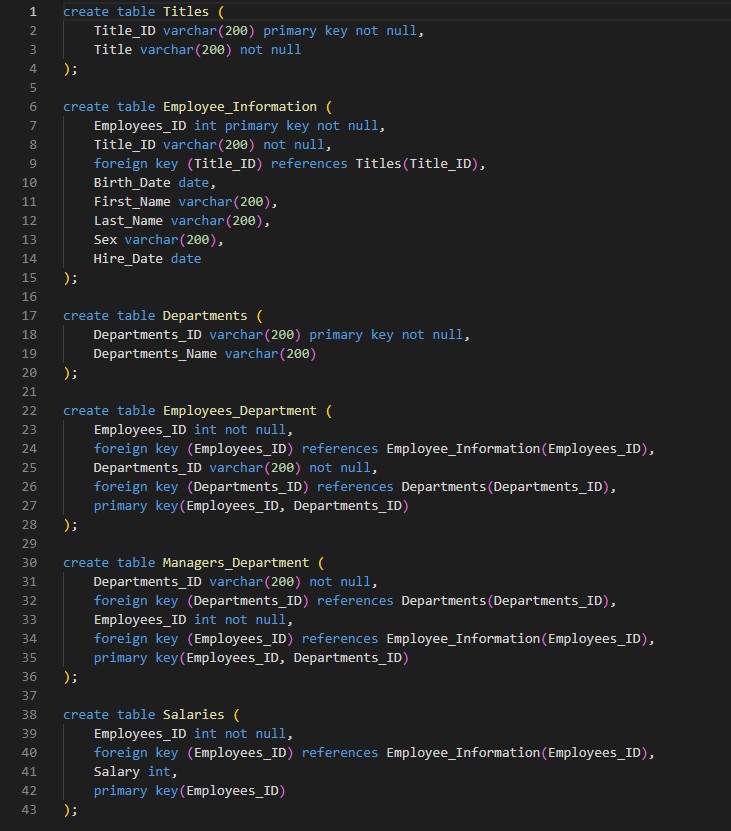 1 create table Titles (
2 Title_ID varchar(200) primary key not null,
3 Title varchar(200) not null
4 );
5
6 create table Employee_Information (
7 Employees_ID int primary key not null,
8 Title_ID varchar(200) not null,
9 foreign key (Title_ID) references Titles(Title_ID),
10 Birth_Date date,
11 First_Name varchar(200),
12 Last_Name varchar(200),
13 Sex varchar(200),
14 Hire_Date date
15 );
16
17 create table Departments (
18 Departments_ID varchar(200) primary key not null,
19 Departments_Name varchar(200)
20 );
21
22 create table Employees_Department (
23 Employees_ID int not null,
24 foreign key (Employees_ID) references Employee_Information(Employees_ID),
25 Departments_ID varchar(200) not null,
26 foreign key (Departments_ID) references Departments(Departments_ID),
27 primary key(Employees_ID, Departments_ID)
28 );
29
30 create table Managers_Department (
31 Departments_ID varchar(200) not null,
32 foreign key (Departments_ID) references Departments(Departments_ID),
33 Employees_ID int not null,
34 foreign key (Employees_ID) references Employee_Information(Employees_ID),
35 primary key(Employees_ID, Departments_ID)
36 );
37
38 create table Salaries (
39 Employees_ID int not null,
40 foreign key (Employees_ID) references Employee_Information(Employees_ID),
41 Salary int,
42 primary key(Employees_ID)
43 );